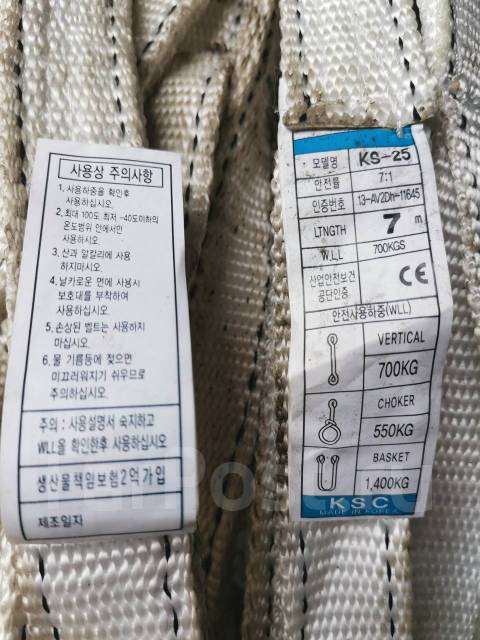 사용상 주의사항
1. 사용하중을 확인후
사용하십시오.
2. 최대 100도, 최저 -40도이하의
온도범위 안에서만
사용하십시오.
3. 산과 알칼리에 사용
하지마시오.
4. 날카로운 면에 사용시
보호대를 부착하여
사용하십시오.
5. 손상된 벨트는 사용하지
마십시오.
6. 물 기름등에 젖으면
미끄러워지기 쉬우므로
주의하십시오.
주의 : 사용설명서 숙지하고
WLL을 확인한후 사용하십시오
생산물책임보험2억가입
제조일자
모델명 KS-25
안전률 7:1
인증번호 13-AV2Dh-11645
LTNGTH 7 m
W.L.L 700KGS
산업안전보건
공단인증 CE
안전사용하중(WLL)
VERTICAL
700KG
CHOKER
550KG
BASKET
1,400KG
KSC
MADE IN KOREA